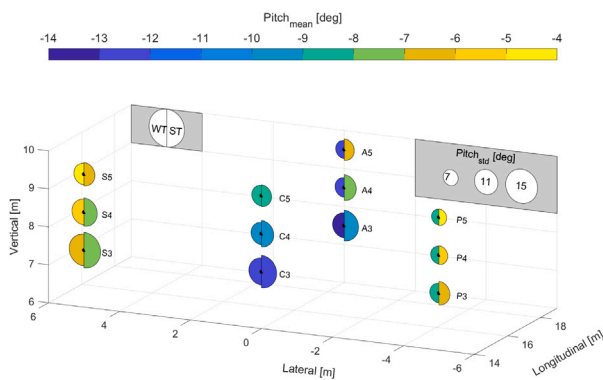 Pitch_mean [deg]
-14 -13 -12 -11 -10 -9 -8 -7 -6 -5 -4
WT ST
Pitch_std [deg]
7 11 15
10
9
8
7
6
Vertical [m]
S5
S4
S3
C5
C4
C3
A5
A4
A3
P5
P4
P3
6 4 2 0 -2 -4 -6
Lateral [m]
14 16 18
Longitudinal [m]